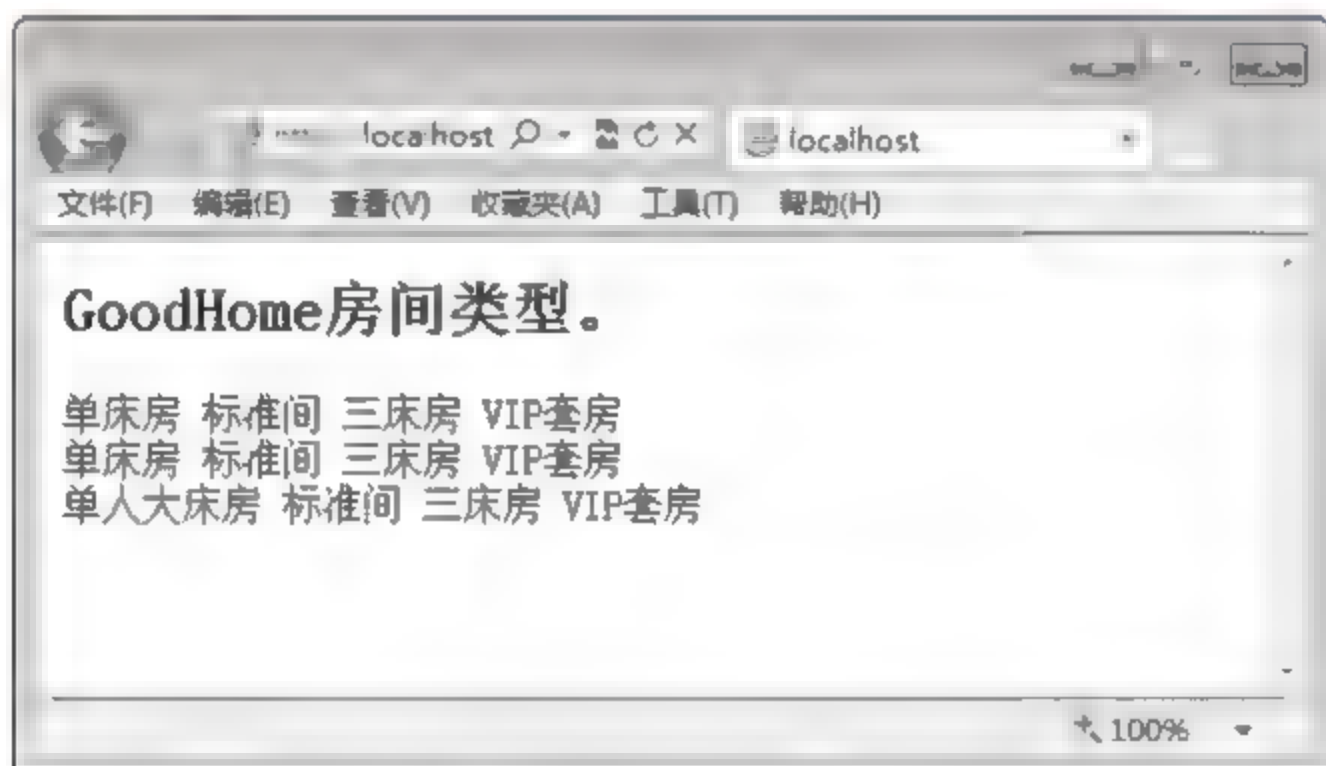 localhost localhost
文件(F) 编辑(E) 查看(V) 收藏夹(A) 工具(T) 帮助(H)
GoodHome房间类型。
单床房 标准间 三床房 VIP套房
单床房 标准间 三床房 VIP套房
单人大床房 标准间 三床房 VIP套房
100%